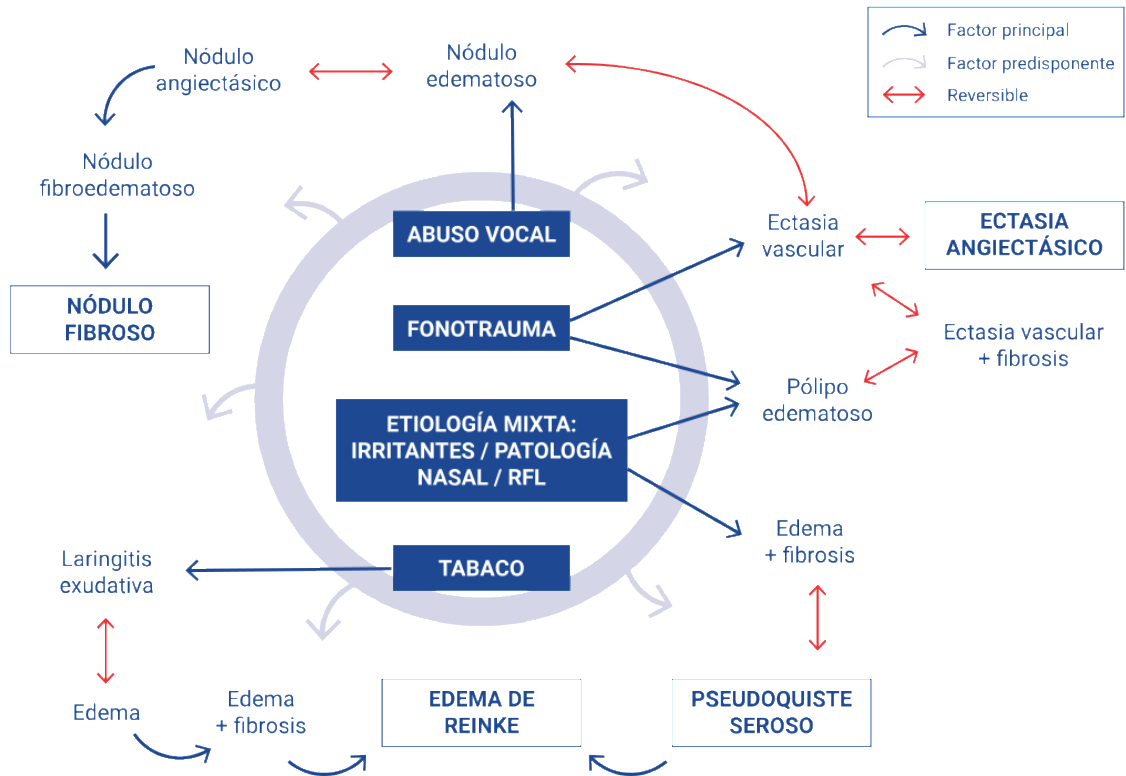 Nódulo
angiectásico
Nódulo
edematoso
Factor principal
Factor predisponente
Reversible
Nódulo
fibroedematoso
NÓDULO
FIBROSO
ABUSO VOCAL
FONOTRAUMA
ETIOLOGÍA MIXTA:
IRRITANTES / PATOLOGÍA
NASAL / RFL
TABACO
Ectasia
vascular
ECTASIA
ANGIECTÁSICO
Ectasia vascular
+ fibrosis
Pólipo
edematoso
Edema
+ fibrosis
Laringitis
exudativa
Edema
Edema
+ fibrosis
EDEMA DE
REINKE
PSEUDOQUISTE
SEROSO